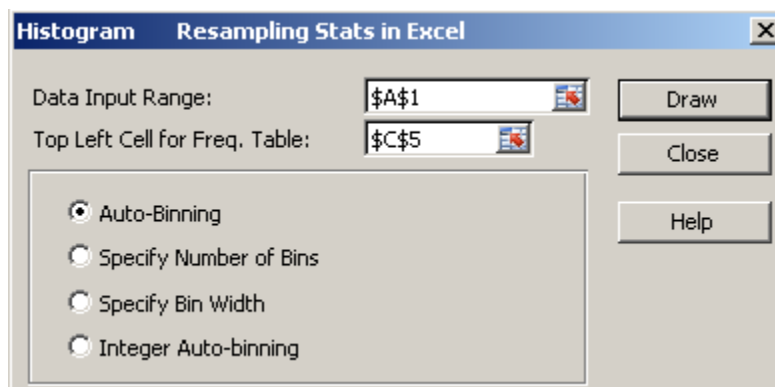 Histogram Resampling Stats in Excel
Data Input Range: $A$1 Draw
Top Left Cell for Freq. Table: $C$5 Close
Auto-Binning Help
Specify Number of Bins
Specify Bin Width
Integer Auto-binning